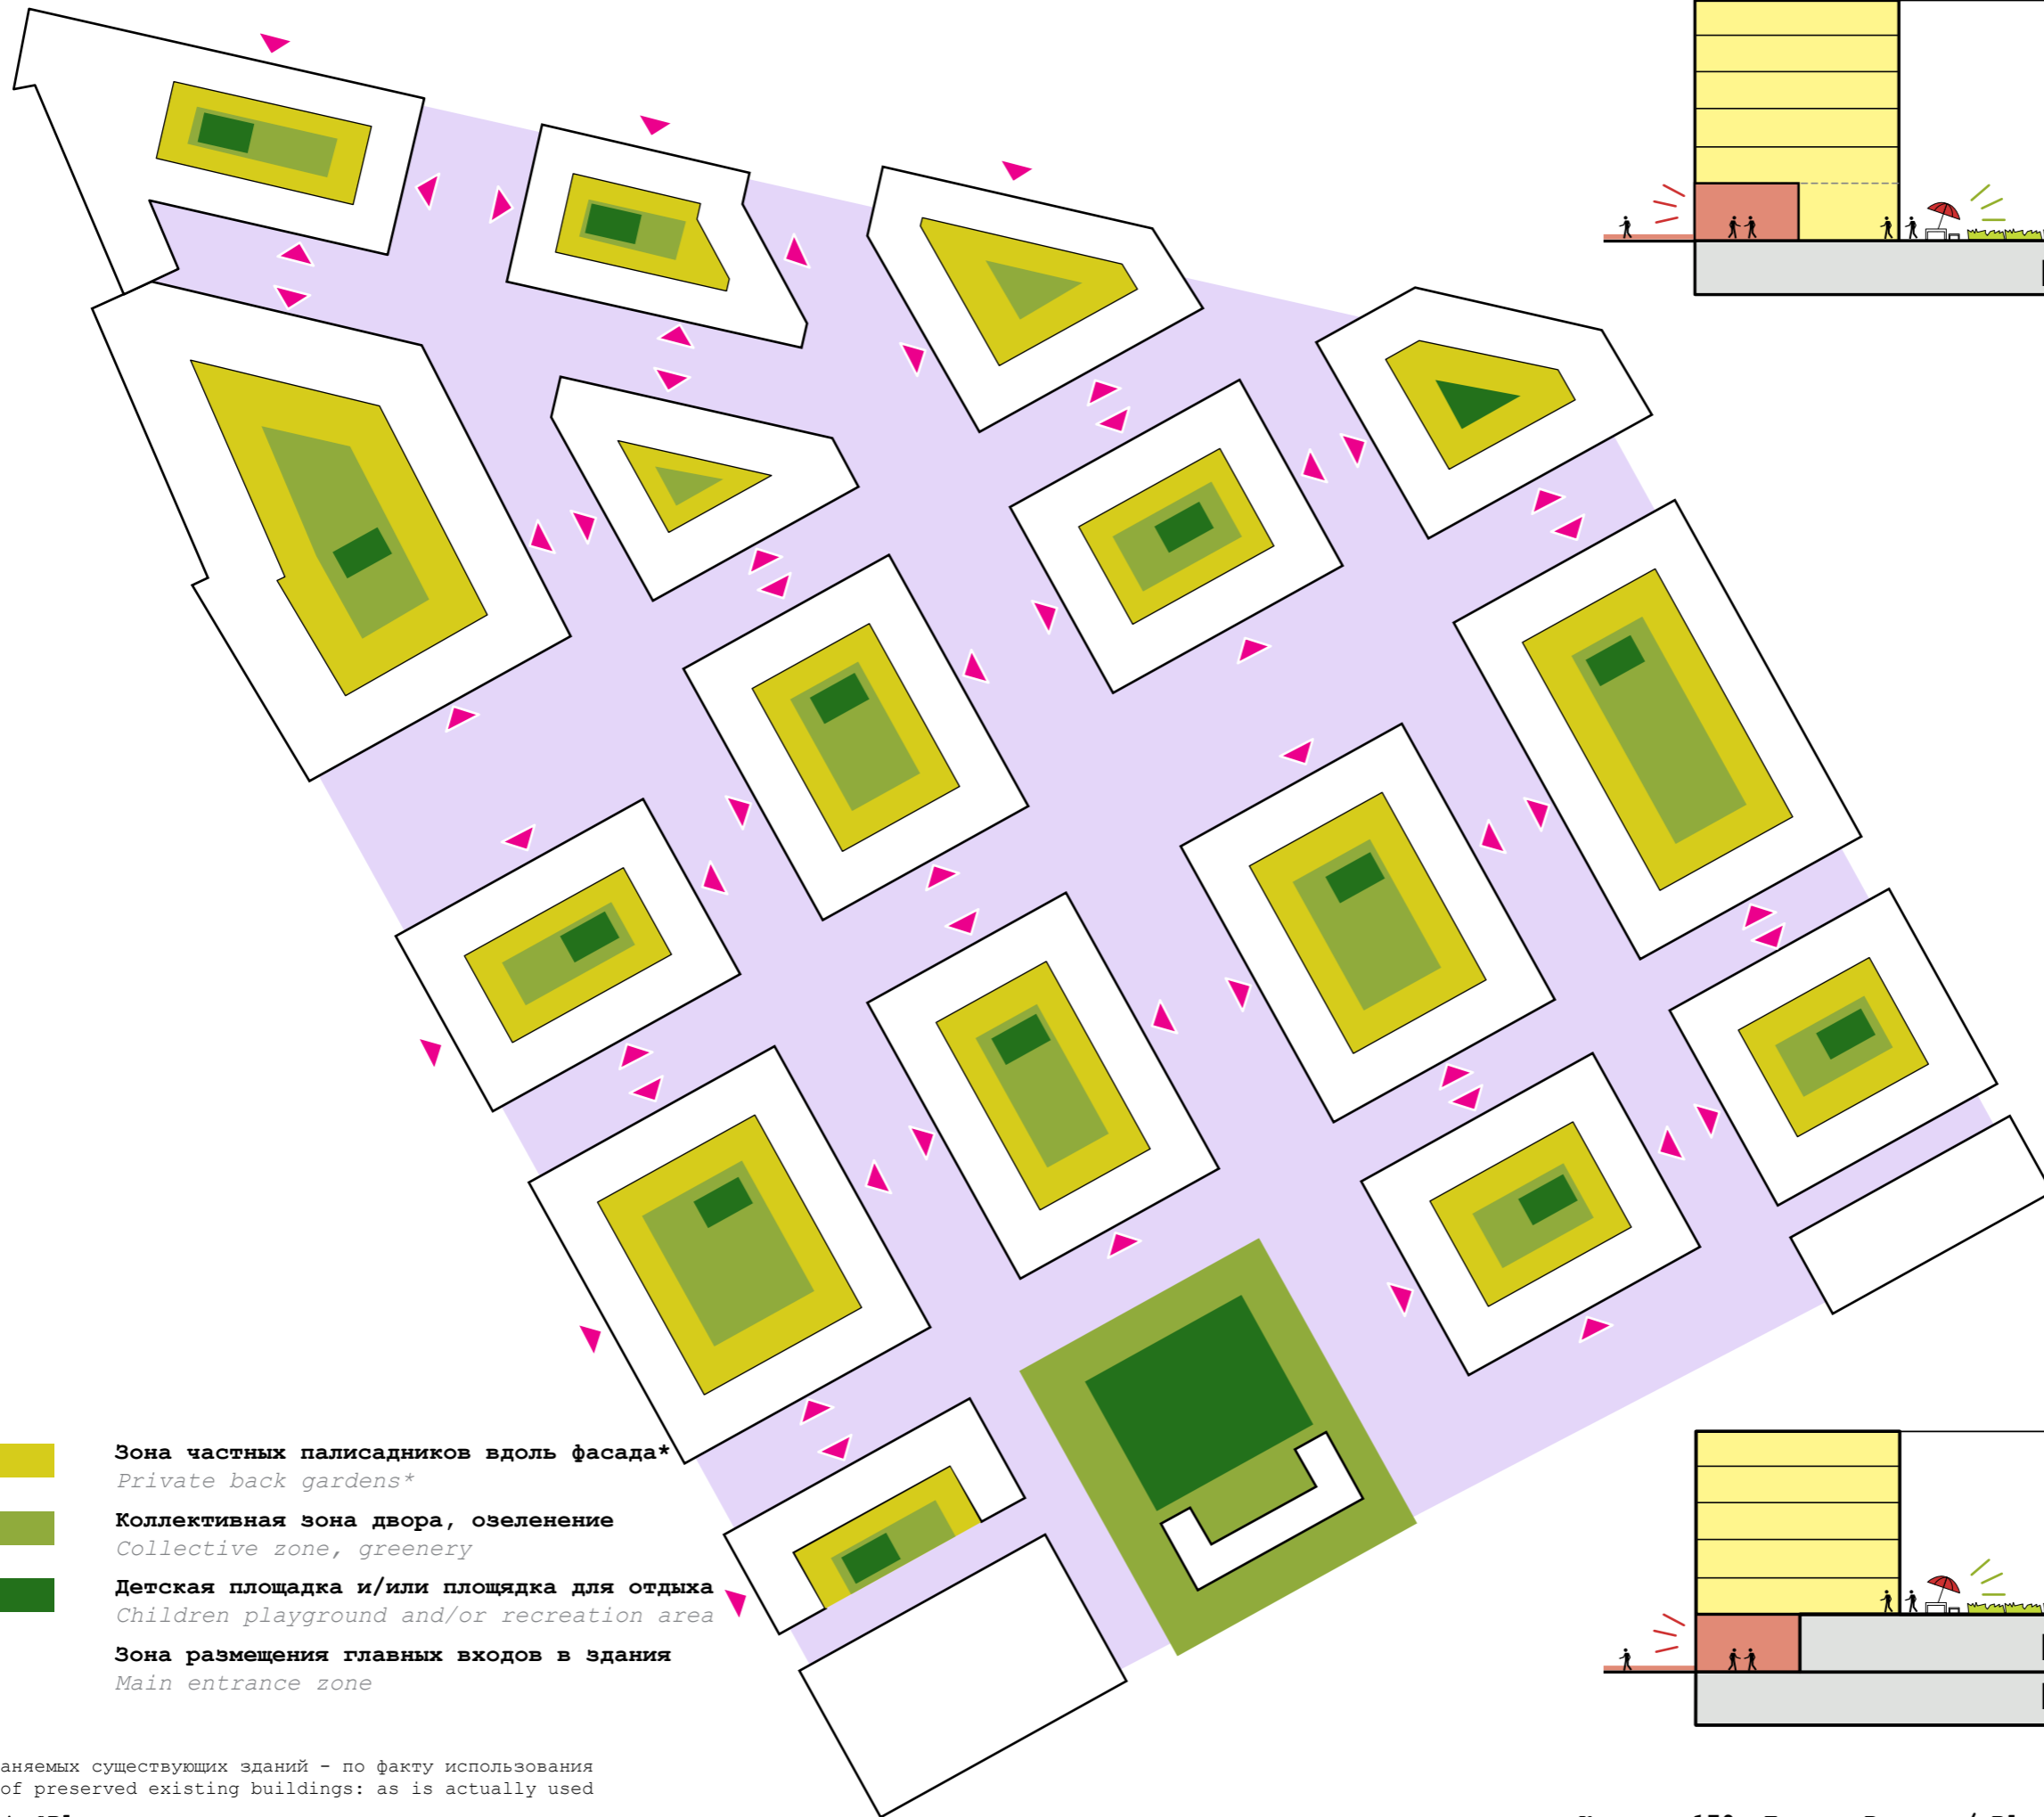 Зона частных палисадников вдоль фасада*
Private back gardens*
Коллективная зона двора, озеленение
Collective zone, greenery
Детская площадка и/или площядка для отдыха
Children playground and/or recreation area
Зона размещения главных входов в здания
Main entrance zone
аняемых существующих зданий - по факту использования
of preserved existing buildings: as is actually used